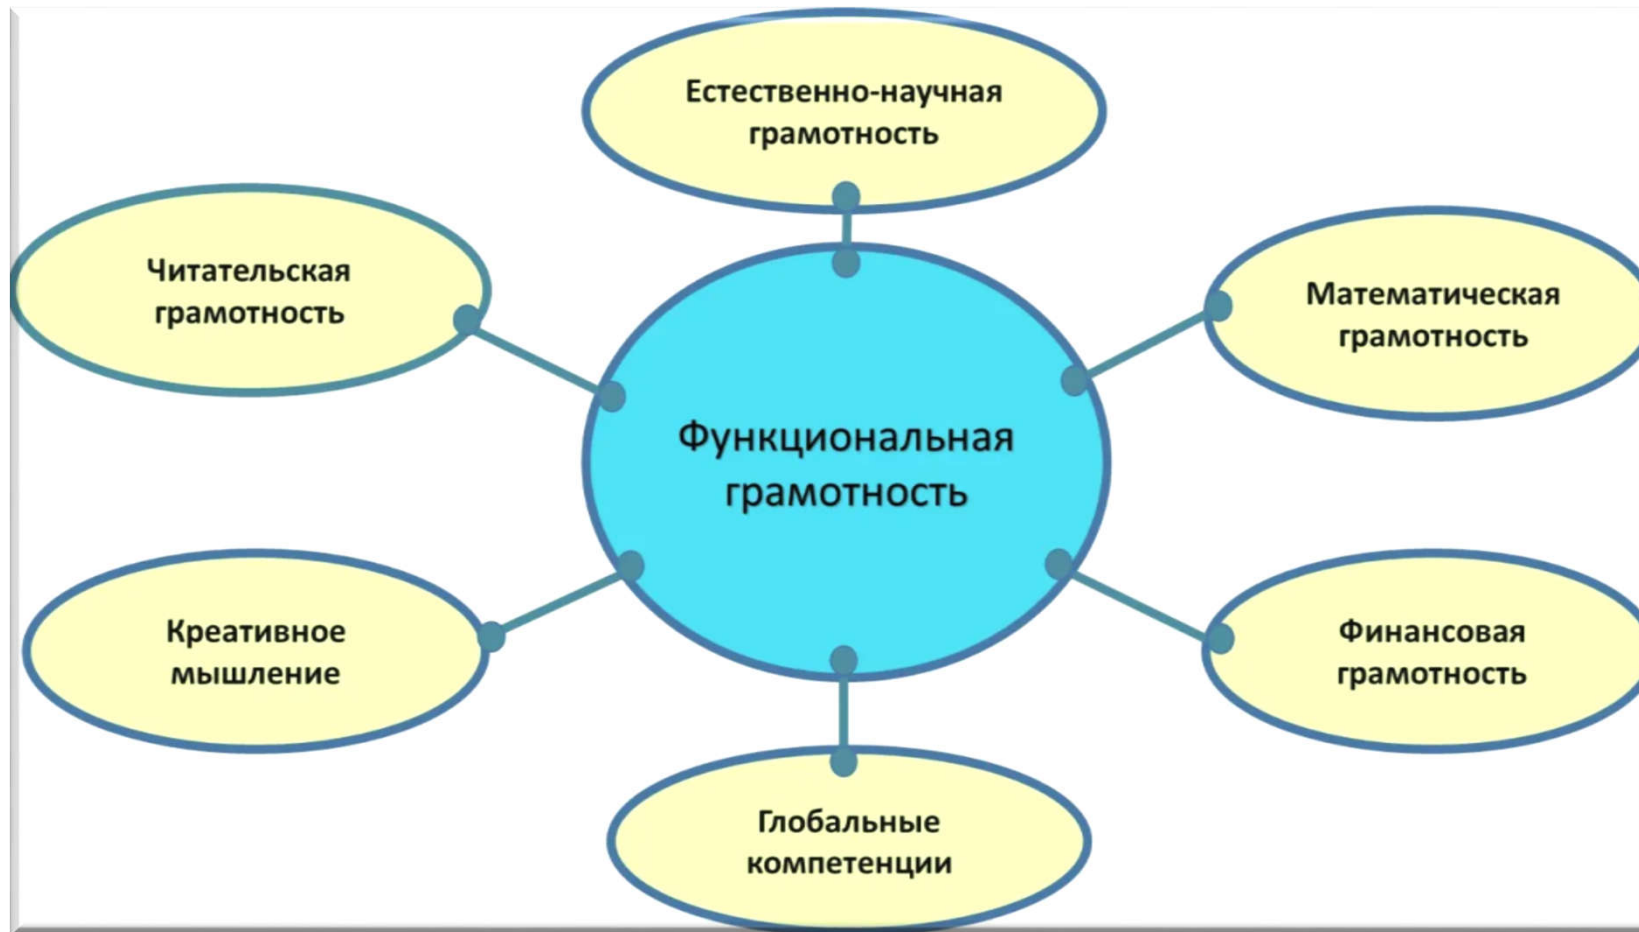 Естественно-научная
грамотность
Читательская
грамотность
Математическая
грамотность
Функциональная
грамотность
Креативное
мышление
Финансовая
грамотность
Глобальные
компетенции